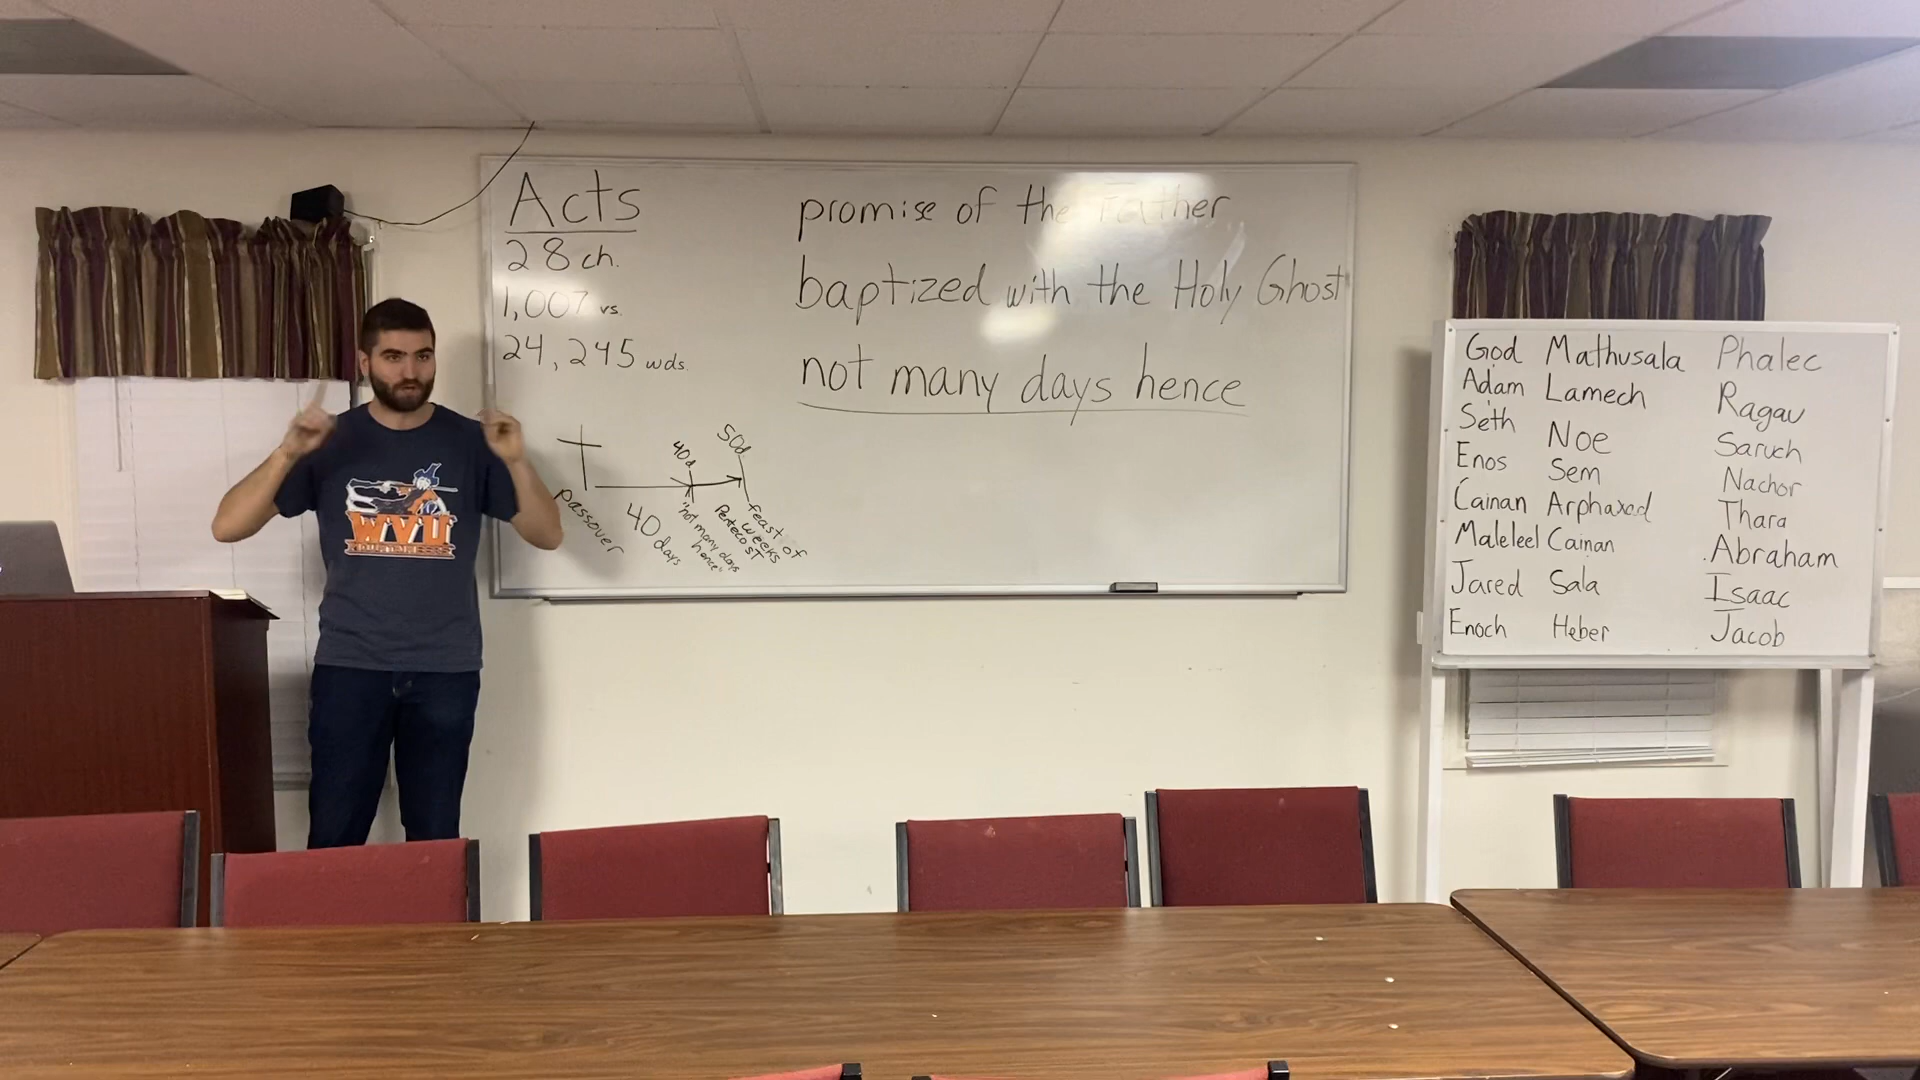 Acts
28 ch.
1,007 vs.
24,245 wds.
promise of the Father
baptized with the Holy Ghost
not many days hence
passover
40 days
40d
"not many days
hence"
50d
Pentecost
feast of
weeks
WVU
MOUNTAINEERS
God
Adam
Seth
Enos
Cainan
Maleleel
Jared
Enoch
Mathusala
Lamech
Noe
Sem
Arphaxad
Cainan
Sala
Heber
Phalec
Ragau
Saruch
Nachor
Thara
Abraham
Isaac
Jacob